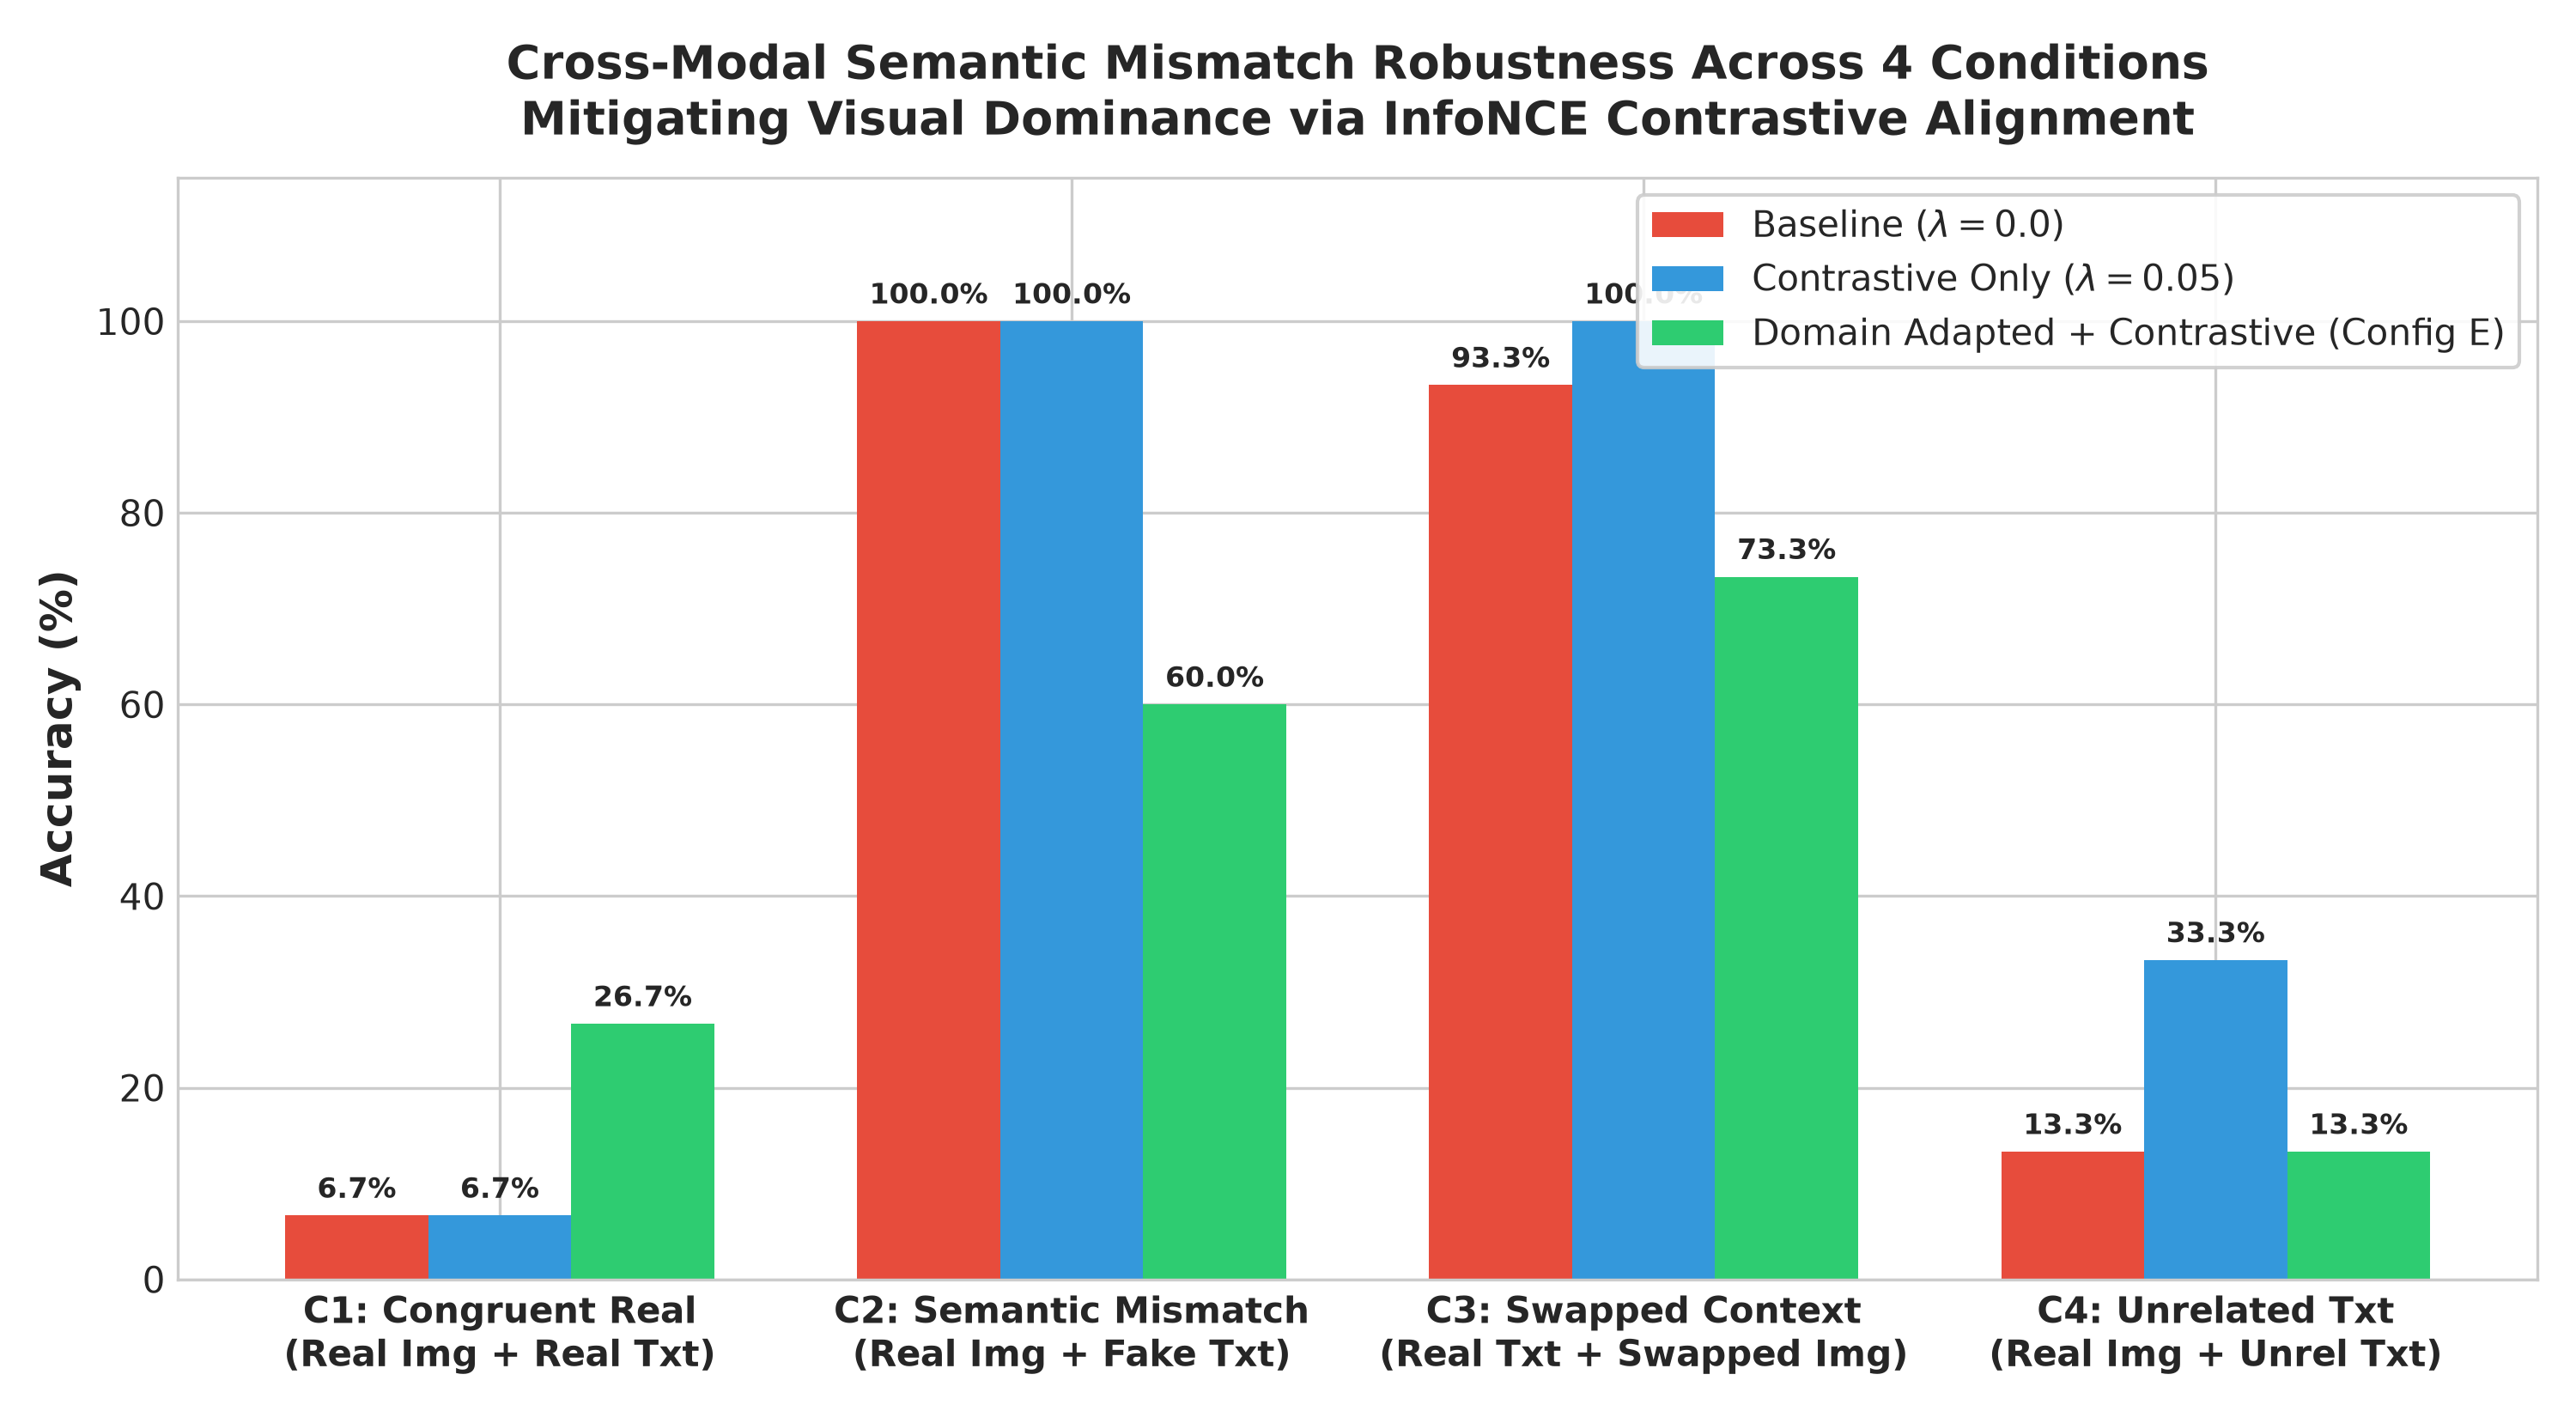 Cross-Modal Semantic Mismatch Robustness Across 4 Conditions
Mitigating Visual Dominance via InfoNCE Contrastive Alignment
Baseline (λ = 0.0)
Contrastive Only (λ = 0.05)
Domain Adapted + Contrastive (Config E)
Accuracy (%)
100
80
60
40
20
0
6.7%
6.7%
26.7%
100.0%
100.0%
60.0%
93.3%
100.0%
73.3%
13.3%
33.3%
13.3%
C1: Congruent Real
(Real Img + Real Txt)
C2: Semantic Mismatch
(Real Img + Fake Txt)
C3: Swapped Context
(Real Txt + Swapped Img)
C4: Unrelated Txt
(Real Img + Unrel Txt)